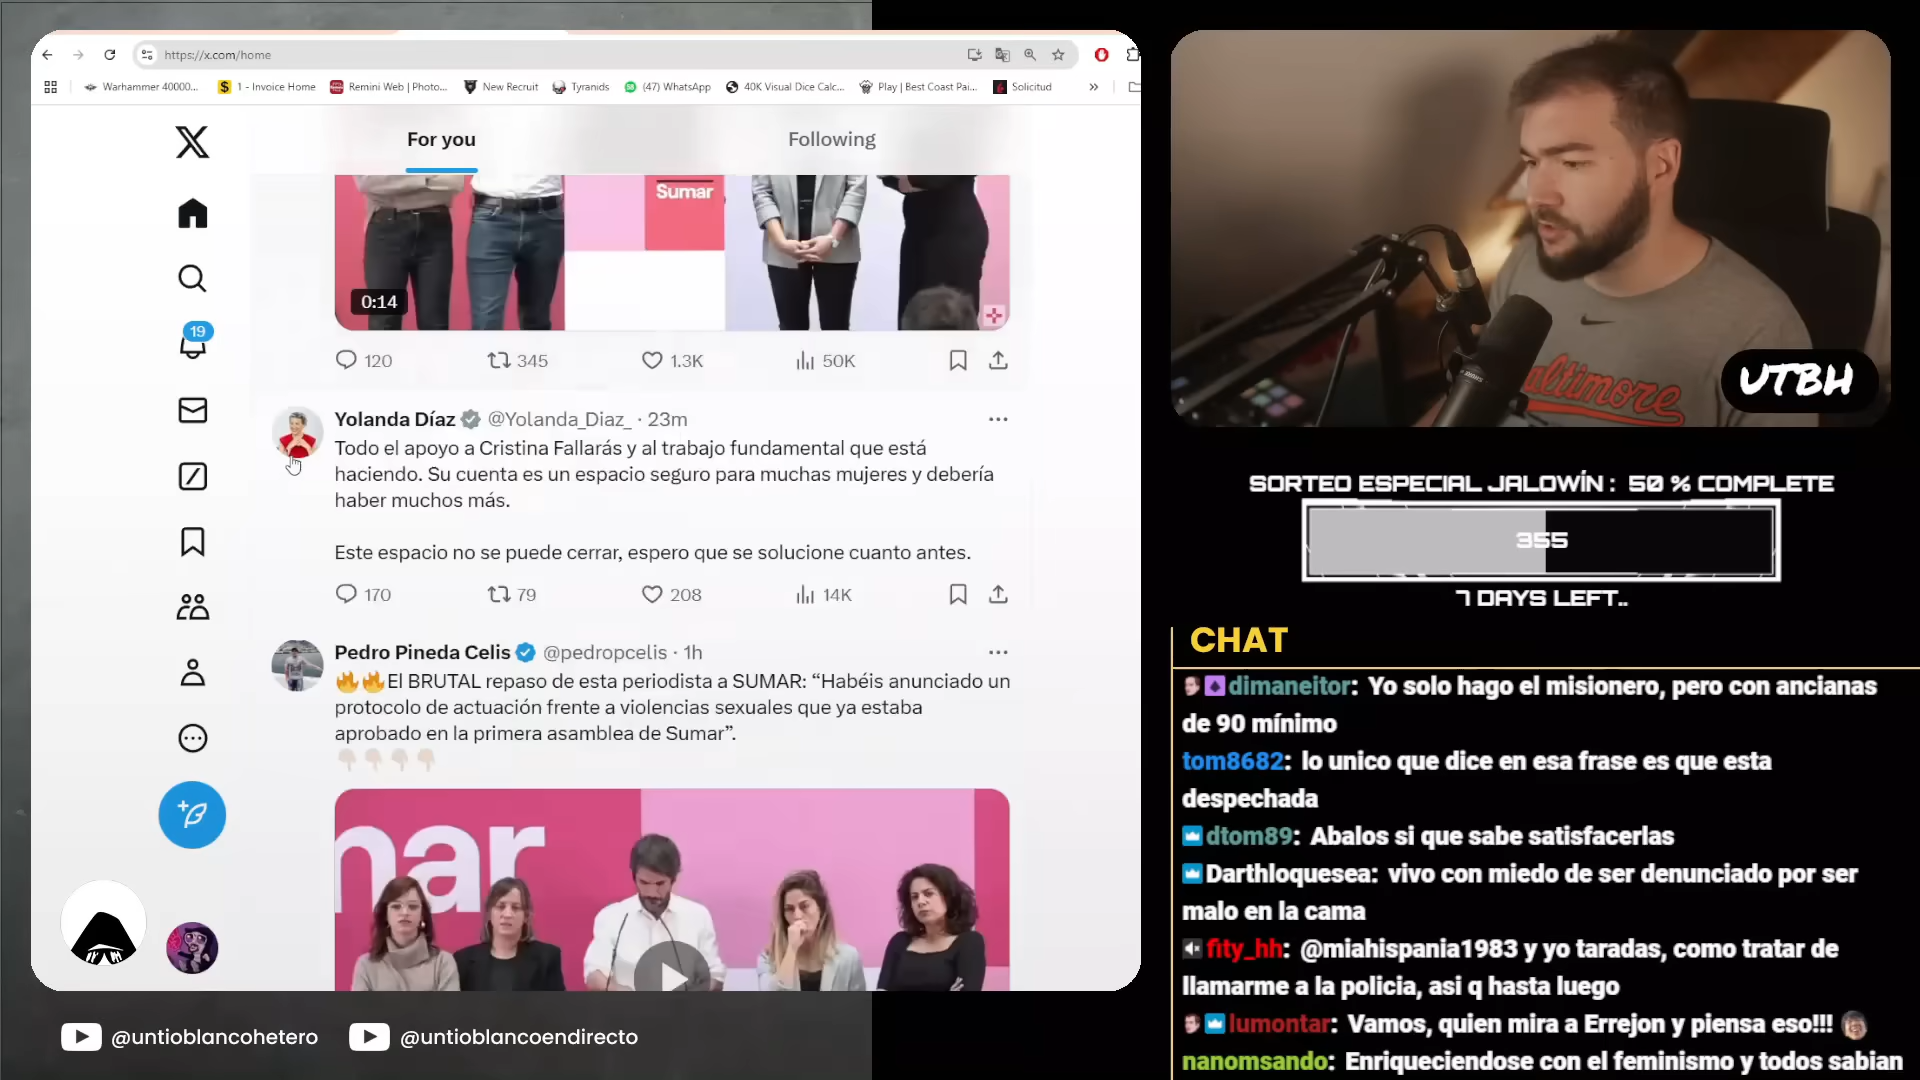 https://x.com/home
Warhammer 40000...
1 - Invoice Home
Remini Web | Photo...
New Recruit
Tyranids
(47) WhatsApp
40K Visual Dice Calc...
Play | Best Coast Pai...
Solicitud
For you
Following
Sumar
0:14
120
345
1.3K
50K
19
Yolanda Díaz @Yolanda_Diaz_ · 23m
Todo el apoyo a Cristina Fallarás y al trabajo fundamental que está
haciendo. Su cuenta es un espacio seguro para muchas mujeres y debería
haber muchos más.
Este espacio no se puede cerrar, espero que se solucione cuanto antes.
170
79
208
14K
Pedro Pineda Celis @pedropcelis · 1h
🔥🔥El BRUTAL repaso de esta periodista a SUMAR: “Habéis anunciado un
protocolo de actuación frente a violencias sexuales que ya estaba
aprobado en la primera asamblea de Sumar”.
👇🏻👇🏻👇🏻👇🏻
mar
@untioblancohetero
@untioblancoendirecto
altimore
UTBH
SORTEO ESPECIAL JALOWÍN : 50 % COMPLETE
355
7 DAYS LEFT..
CHAT
dimaneitor: Yo solo hago el misionero, pero con ancianas
de 90 mínimo
tom8682: lo unico que dice en esa frase es que esta
despechada
dtom89: Abalos si que sabe satisfacerlas
Darthloquesea: vivo con miedo de ser denunciado por ser
malo en la cama
fity_hh: @miahispania1983 y yo taradas, como tratar de
llamarme a la policia, asi q hasta luego
lumontar: Vamos, quien mira a Errejon y piensa eso!!!
nanomsando: Enriqueciendose con el feminismo y todos sabian